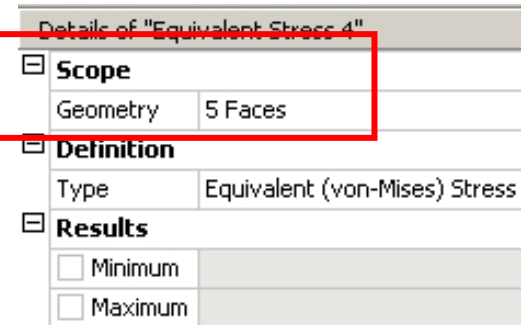 Details of "Equivalent Stress 4"
Scope
Geometry 5 Faces
Definition
Type Equivalent (von-Mises) Stress
Results
Minimum
Maximum